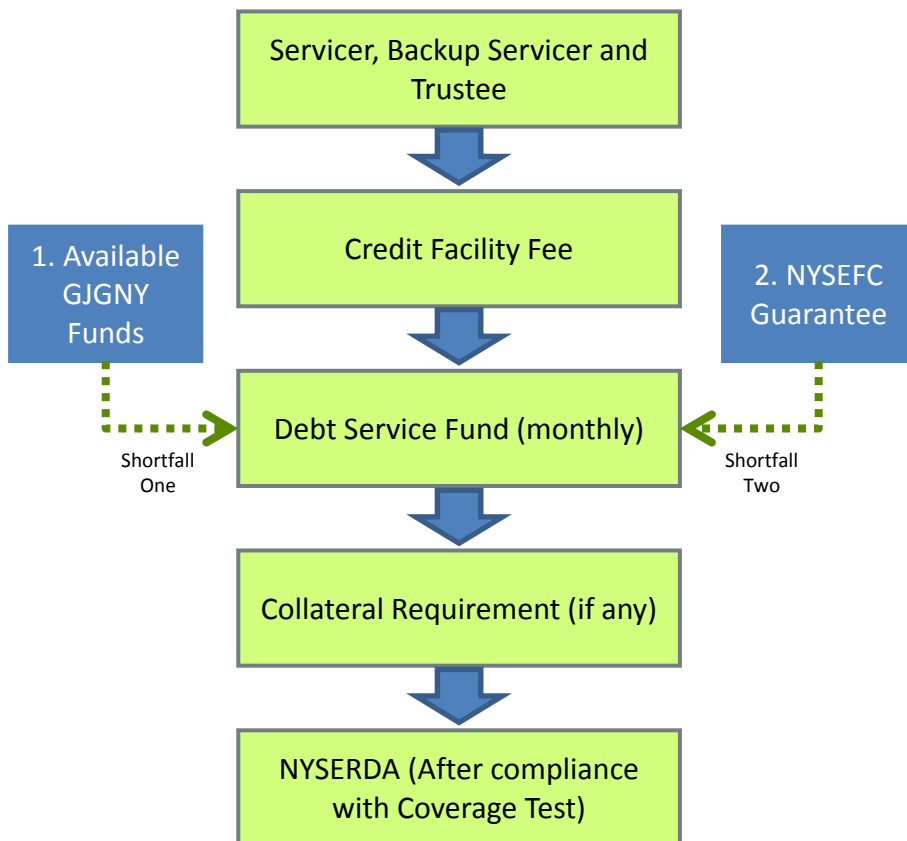 Servicer, Backup Servicer and
Trustee
Credit Facility Fee
1. Available
GJGNY
Funds
2. NYSEFC
Guarantee
Debt Service Fund (monthly)
Shortfall
One
Shortfall
Two
Collateral Requirement (if any)
NYSERDA (After compliance
with Coverage Test)